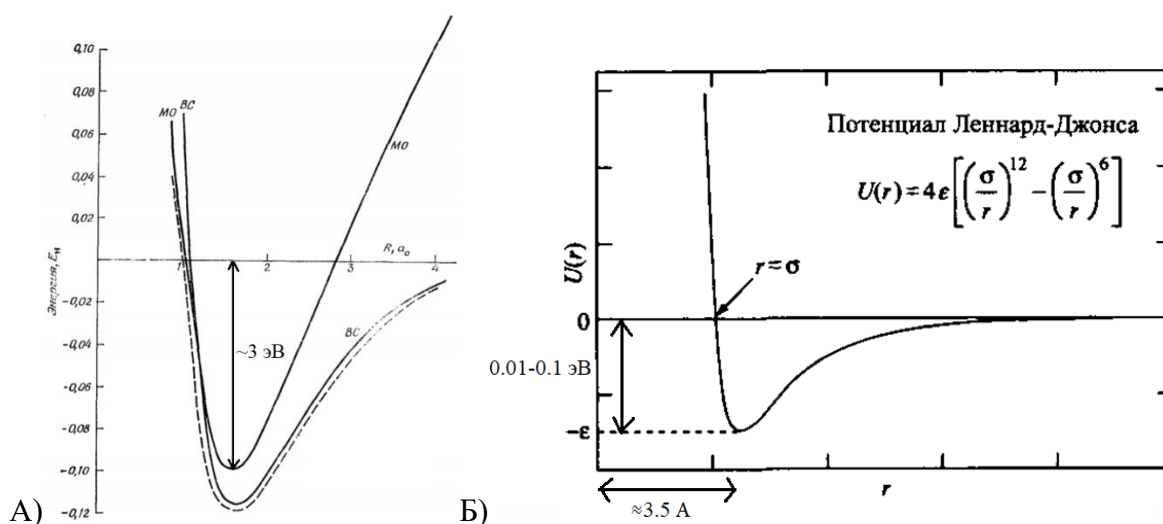 0,10
0,08
0,06
0,04
0,02
0
-0,02
-0,04
-0,06
-0,08
-0,10
-0,12
Энергия, Eн
МО
ВС
МО
ВС
R, a₀
1
2
3
4
~3 эВ
А)
Потенциал Леннард-Джонса
U(r) = 4ε[(σ/r)¹² − (σ/r)⁶]
r = σ
U(r)
0
0.01-0.1 эВ
−ε
r
≈3.5 А
Б)